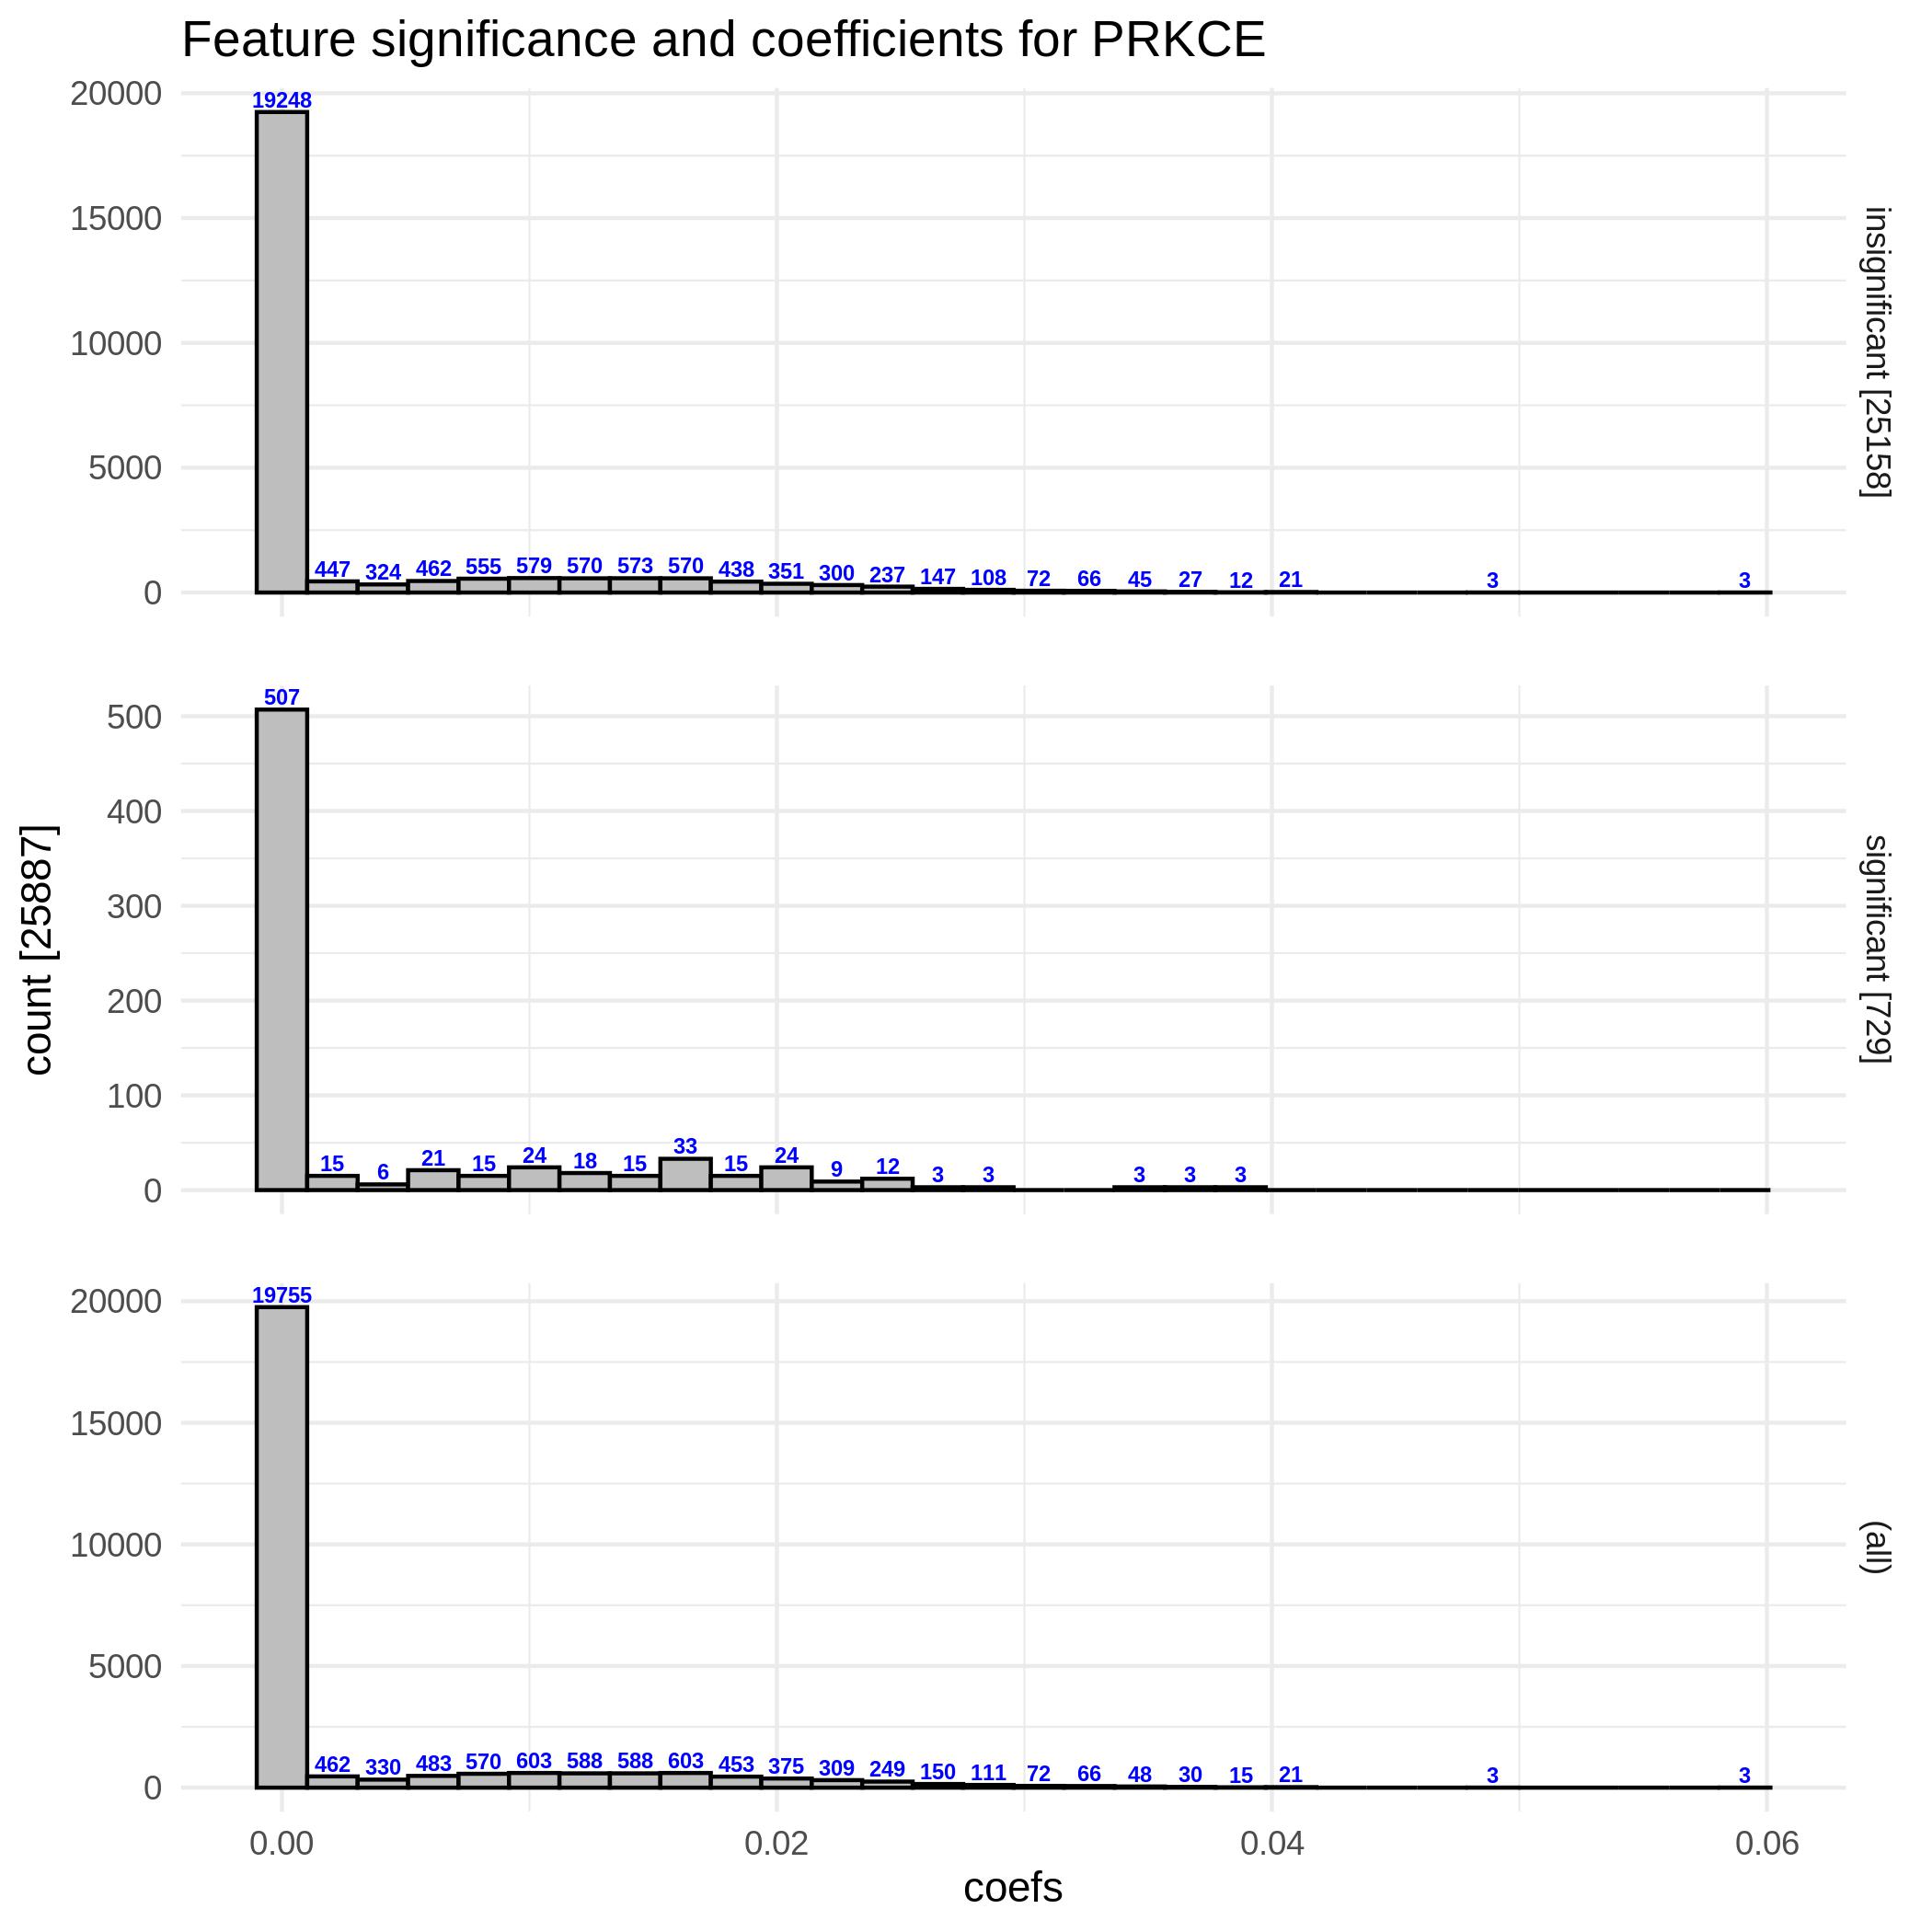 Feature significance and coefficients for PRKCE
20000
15000
10000
5000
0
19248
447 324 462 555 579 570 573 570 438 351 300 237 147 108 72 66 45 27 12 21 3 3
insignificant [25158]
count [25887]
500
400
300
200
100
0
507
15 6 21 15 24 18 15 33 15 24 9 12 3 3 3 3 3
significant [729]
20000
15000
10000
5000
0
19755
462 330 483 570 603 588 588 603 453 375 309 249 150 111 72 66 48 30 15 21 3 3
(all)
0.00 0.02 0.04 0.06
coefs